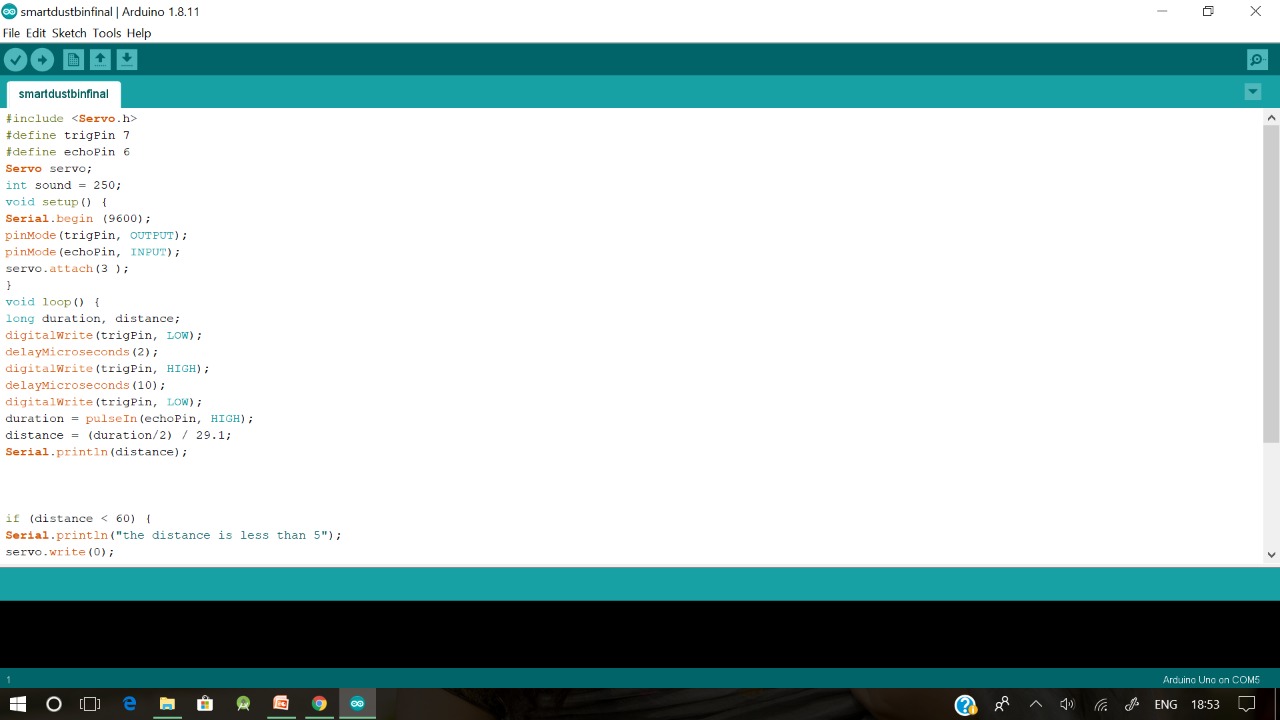 smartdustbinfinal | Arduino 1.8.11
File Edit Sketch Tools Help
smartdustbinfinal
#include <Servo.h>
#define trigPin 7
#define echoPin 6
Servo servo;
int sound = 250;
void setup() {
Serial.begin (9600);
pinMode(trigPin, OUTPUT);
pinMode(echoPin, INPUT);
servo.attach(3 );
}
void loop() {
long duration, distance;
digitalWrite(trigPin, LOW);
delayMicroseconds(2);
digitalWrite(trigPin, HIGH);
delayMicroseconds(10);
digitalWrite(trigPin, LOW);
duration = pulseIn(echoPin, HIGH);
distance = (duration/2) / 29.1;
Serial.println(distance);
if (distance < 60) {
Serial.println("the distance is less than 5");
servo.write(0);
1
Arduino Uno on COM5
ENG 18:53